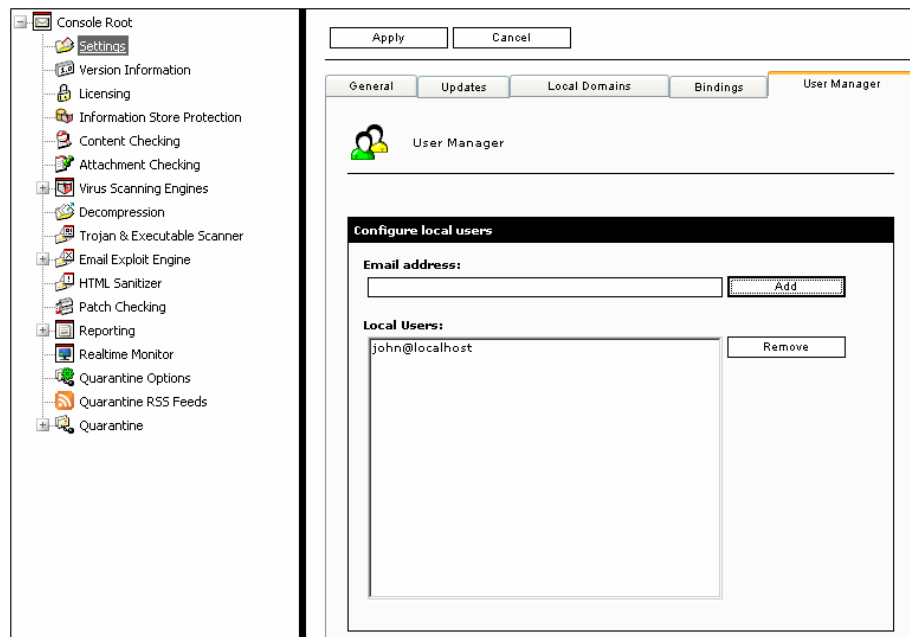 Console Root
Settings
Version Information
Licensing
Information Store Protection
Content Checking
Attachment Checking
Virus Scanning Engines
Decompression
Trojan & Executable Scanner
Email Exploit Engine
HTML Sanitizer
Patch Checking
Reporting
Realtime Monitor
Quarantine Options
Quarantine RSS Feeds
Quarantine
Apply Cancel
General Updates Local Domains Bindings User Manager
User Manager
Configure local users
Email address:
Add
Local Users:
john@localhost
Remove